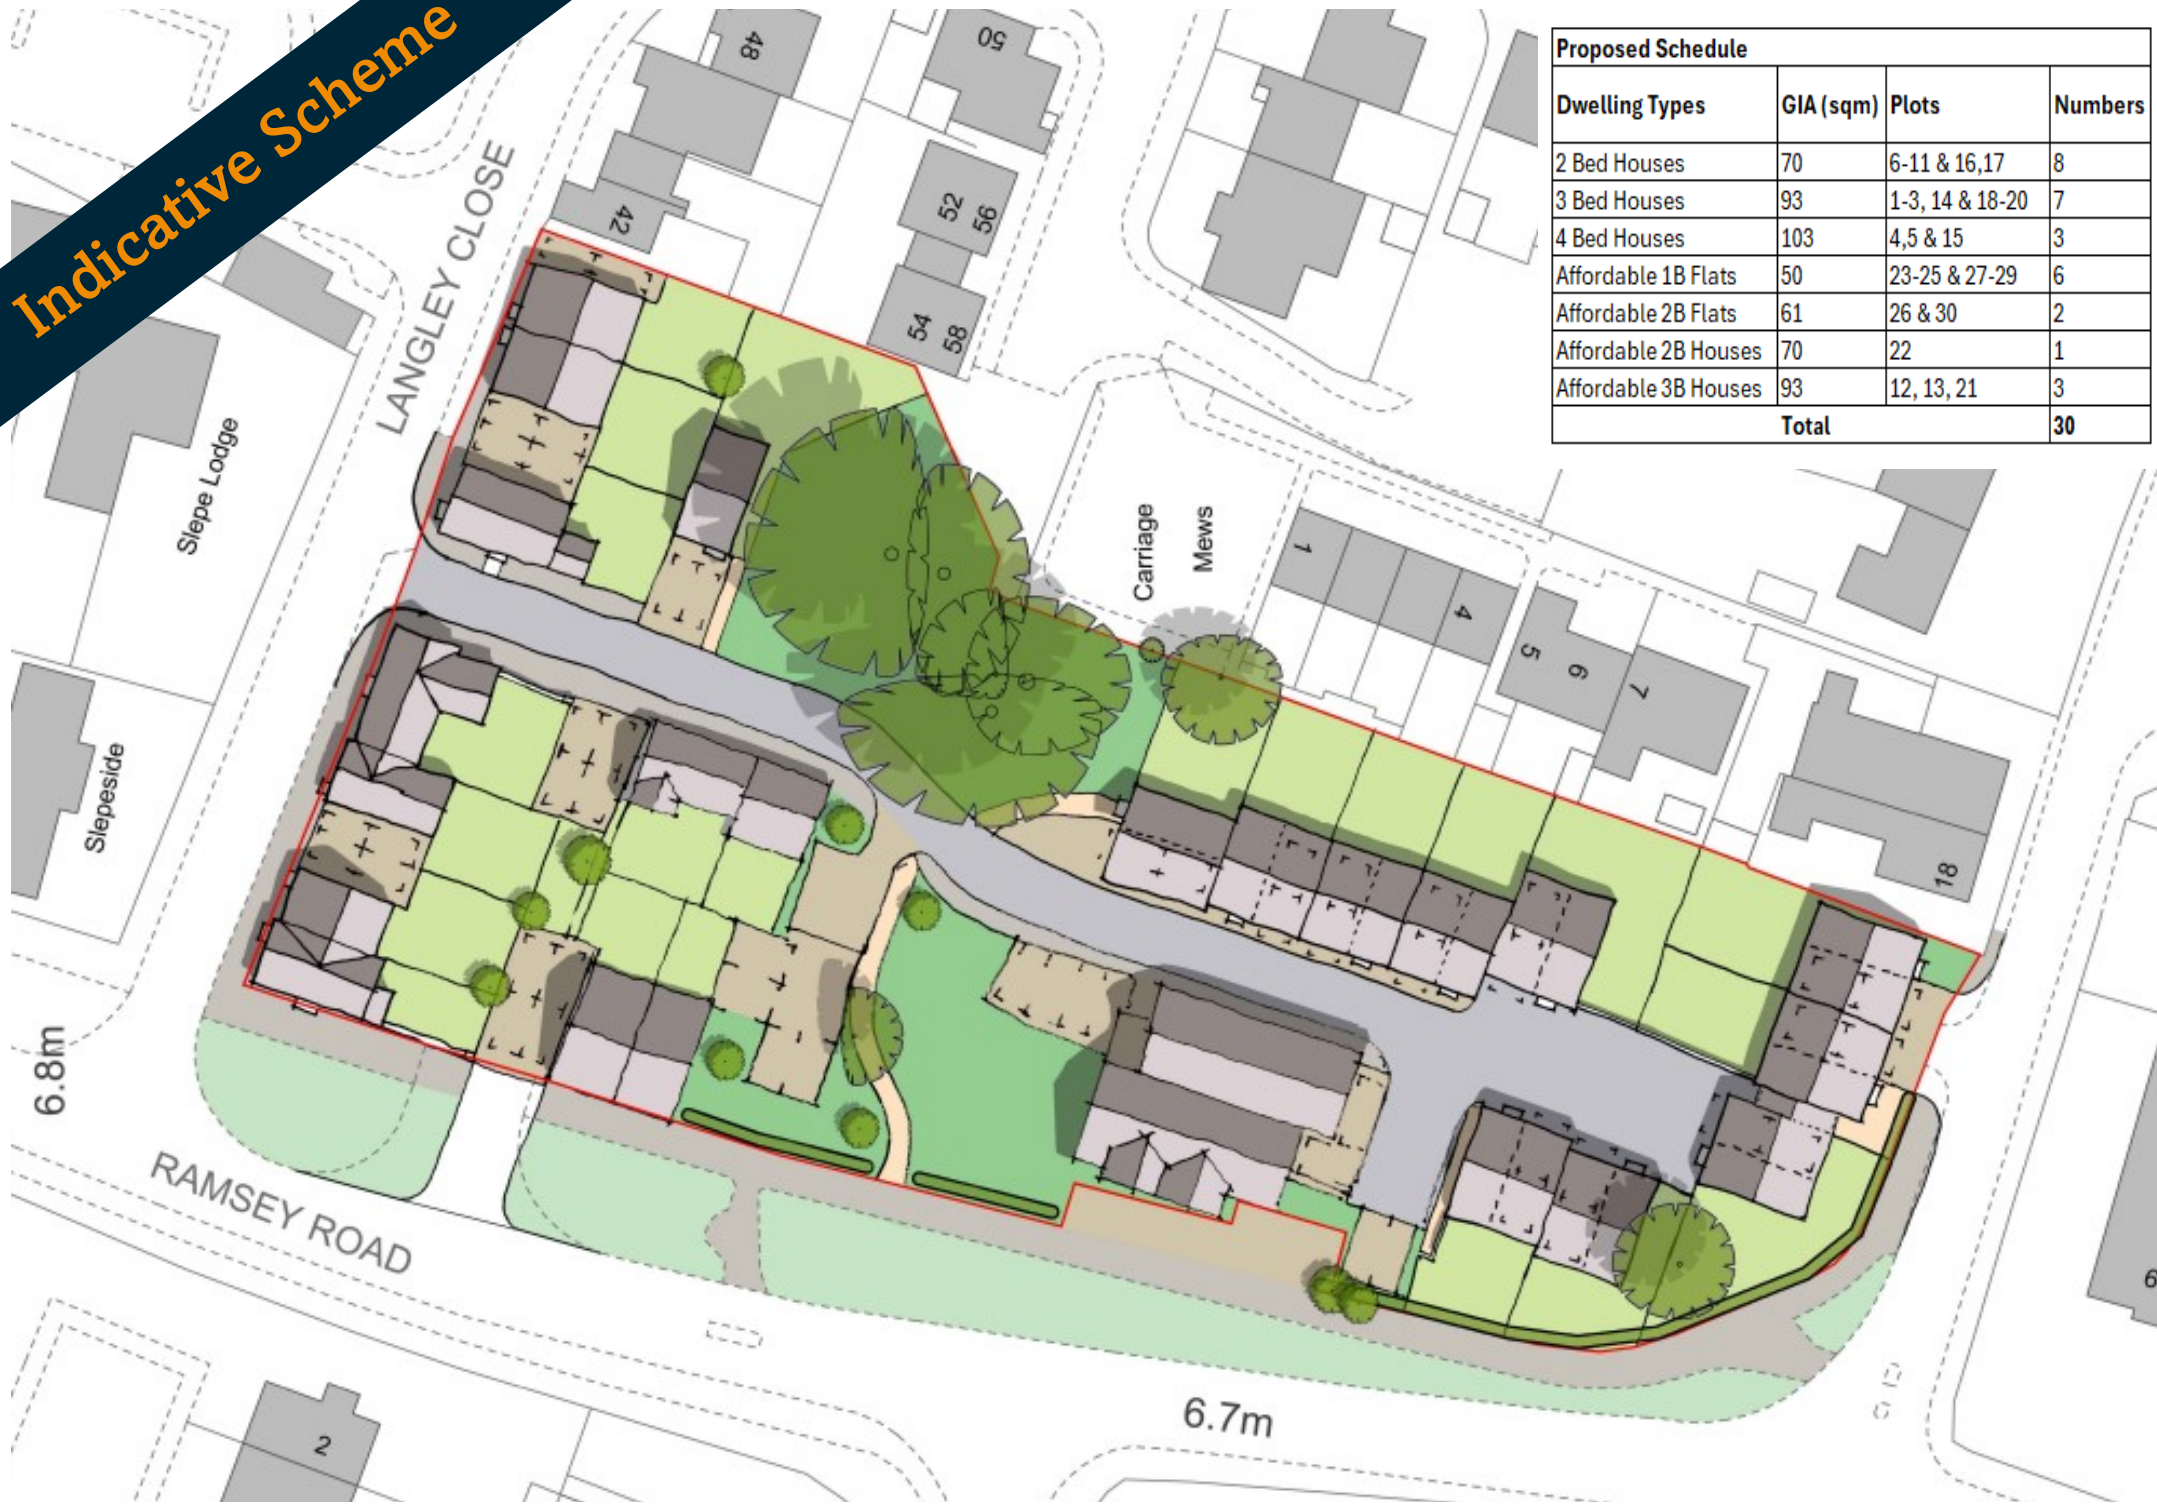 Indicative Scheme
Proposed Schedule
Dwelling Types GIA (sqm) Plots Numbers
2 Bed Houses 70 6-11 & 16,17 8
3 Bed Houses 93 1-3, 14 & 18-20 7
4 Bed Houses 103 4,5 & 15 3
Affordable 1B Flats 50 23-25 & 27-29 6
Affordable 2B Flats 61 26 & 30 2
Affordable 2B Houses 70 22 1
Affordable 3B Houses 93 12, 13, 21 3
Total 30
48
50
52
56
42
54
58
LANGLEY CLOSE
Slepe Lodge
Carriage
Mews
1
4
5
6
7
18
Slepeside
6.8m
RAMSEY ROAD
6.7m
2
6